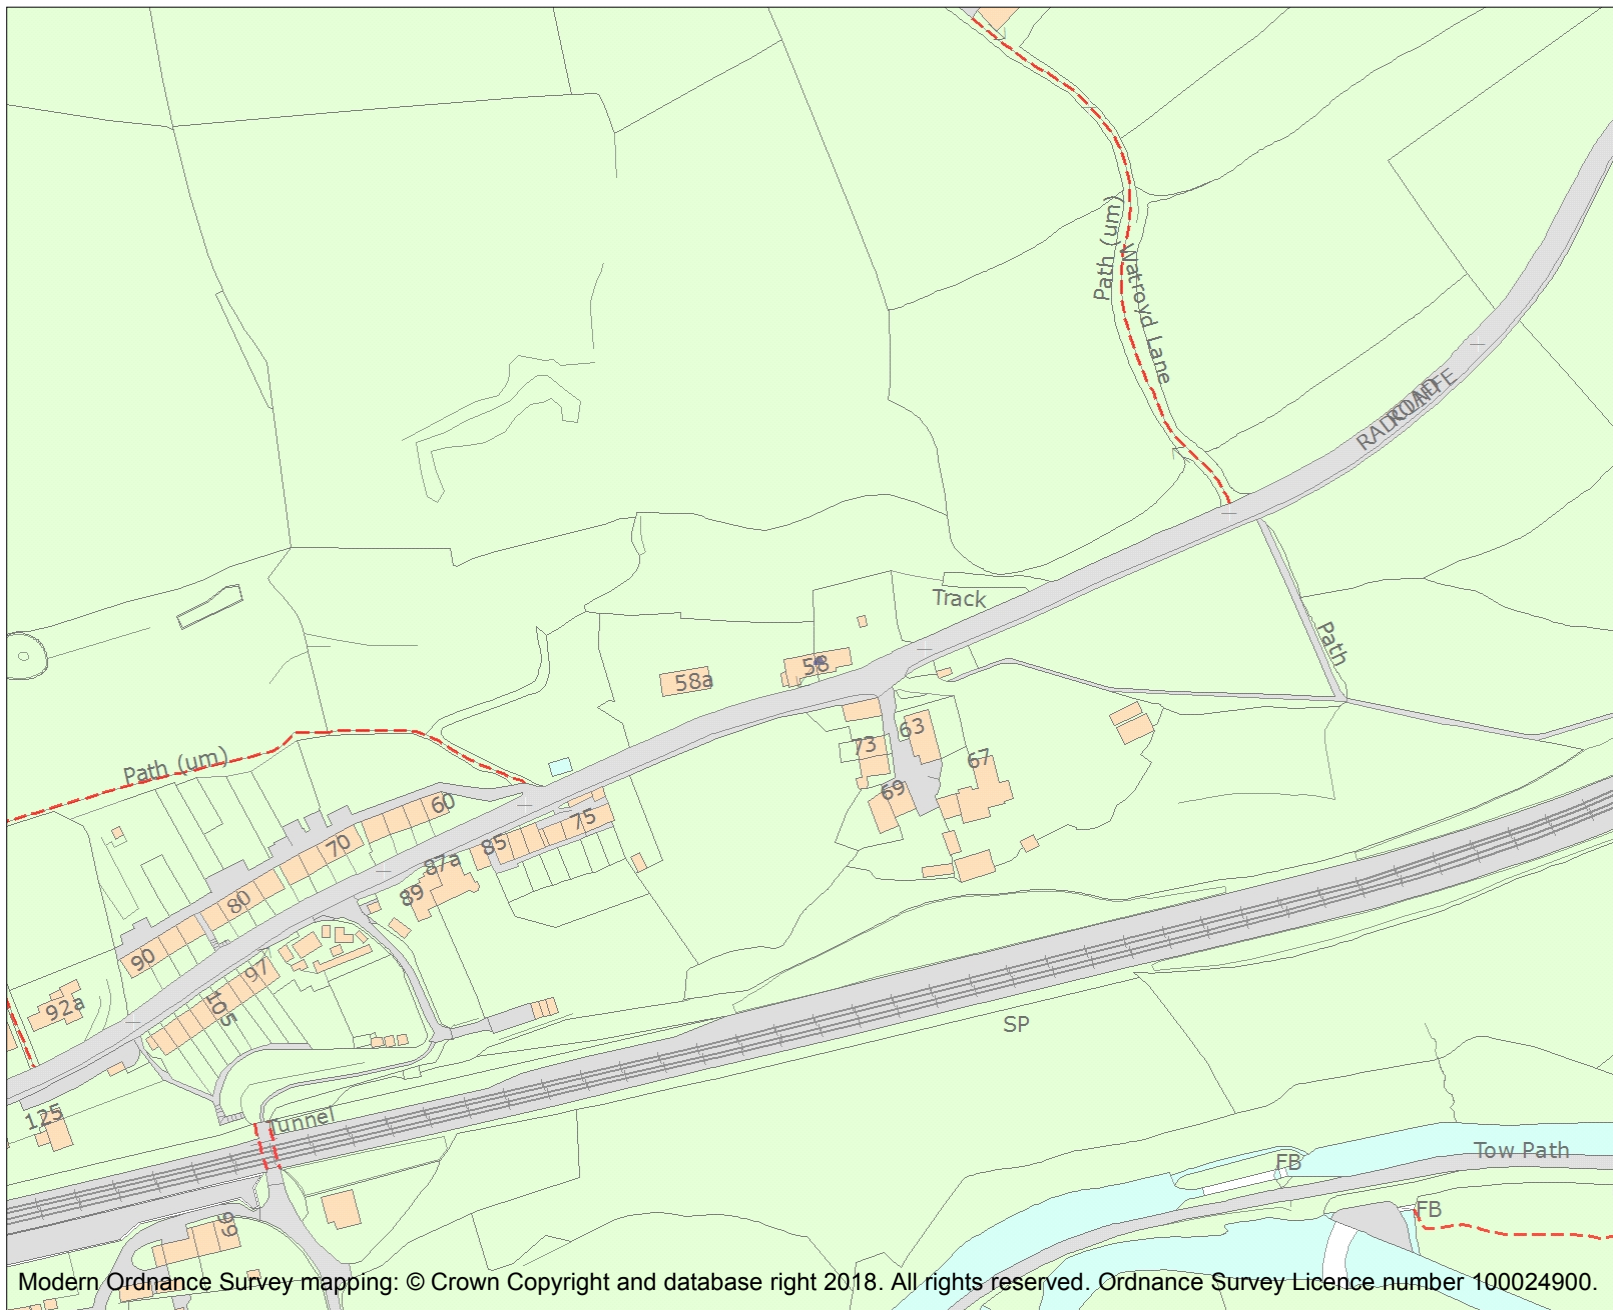 Path (um)
Watroyd Lane
RADCLIFFE
ROAD
Track
Path
58
58a
63
73
67
69
Path (um)
60
75
70
85
87a
89
80
90
97
105
92a
SP
125
Tunnel
Tow Path
FB
FB
99
Modern Ordnance Survey mapping: © Crown Copyright and database right 2018. All rights reserved. Ordnance Survey Licence number 100024900.